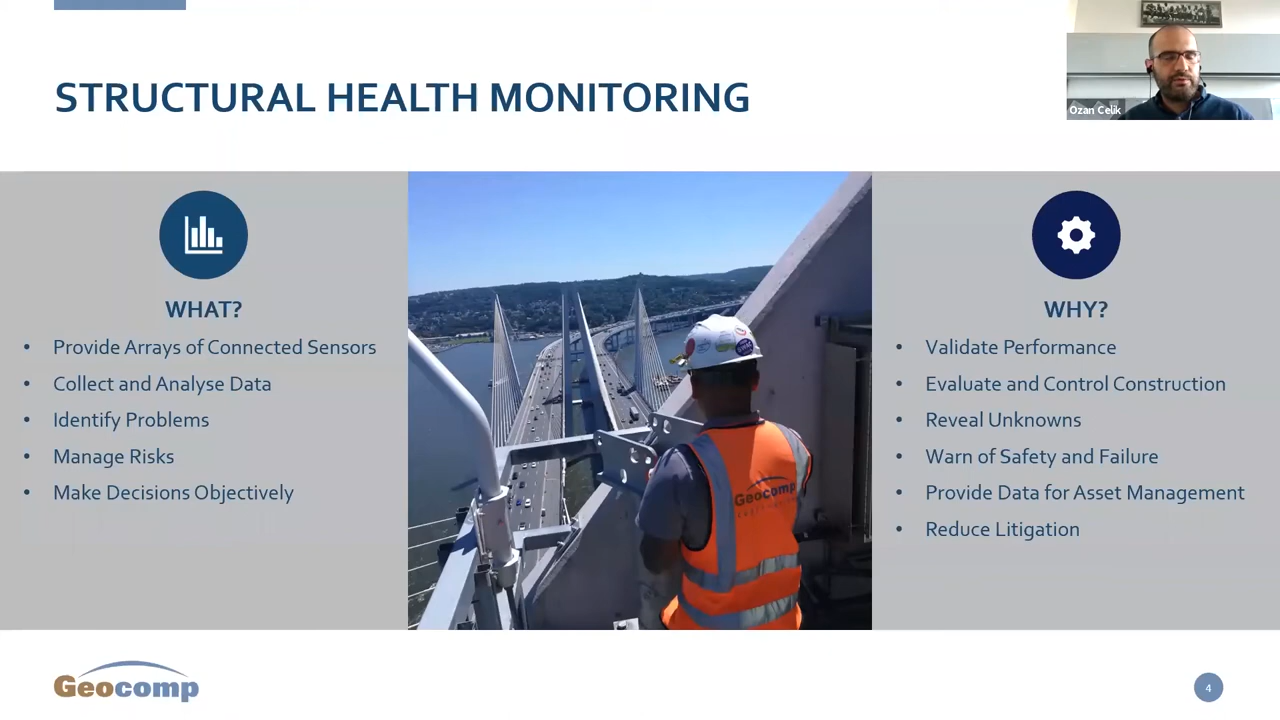 STRUCTURAL HEALTH MONITORING
Ozan Celik
WHAT?
• Provide Arrays of Connected Sensors
• Collect and Analyse Data
• Identify Problems
• Manage Risks
• Make Decisions Objectively
Geocomp
WHY?
• Validate Performance
• Evaluate and Control Construction
• Reveal Unknowns
• Warn of Safety and Failure
• Provide Data for Asset Management
• Reduce Litigation
Geocomp
4